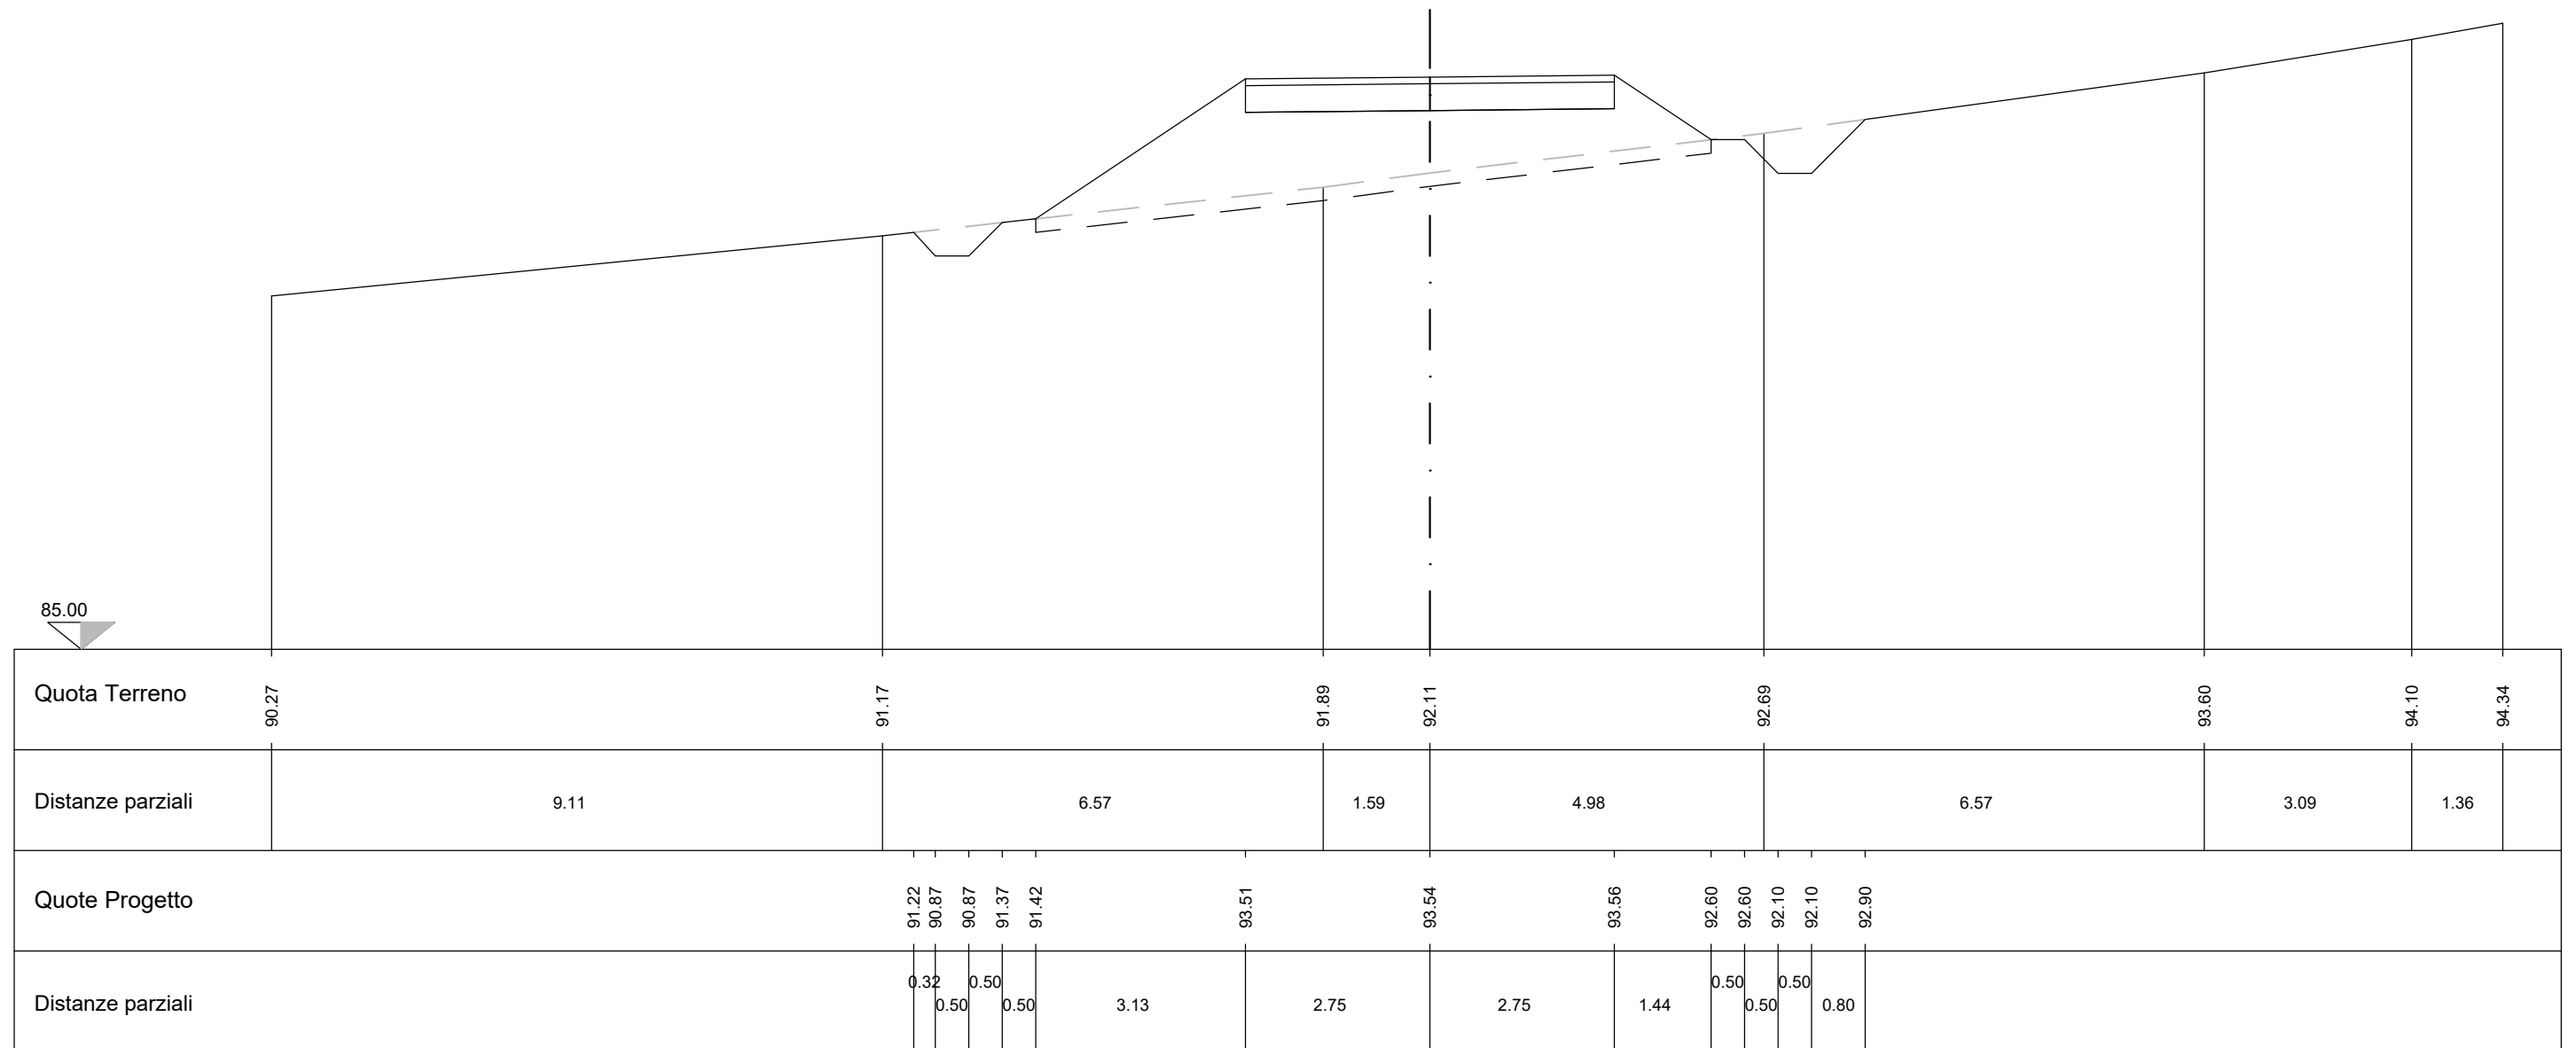 85.00
Quota Terreno 90.27 91.17 91.89 92.11 92.69 93.60 94.10 94.34
Distanze parziali 9.11 6.57 1.59 4.98 6.57 3.09 1.36
Quote Progetto 91.22 90.87 90.87 91.37 91.42 93.51 93.54 93.56 92.60 92.60 92.10 92.10 92.90
Distanze parziali 0.32 0.50 0.50 0.50 3.13 2.75 2.75 1.44 0.50 0.50 0.50 0.80